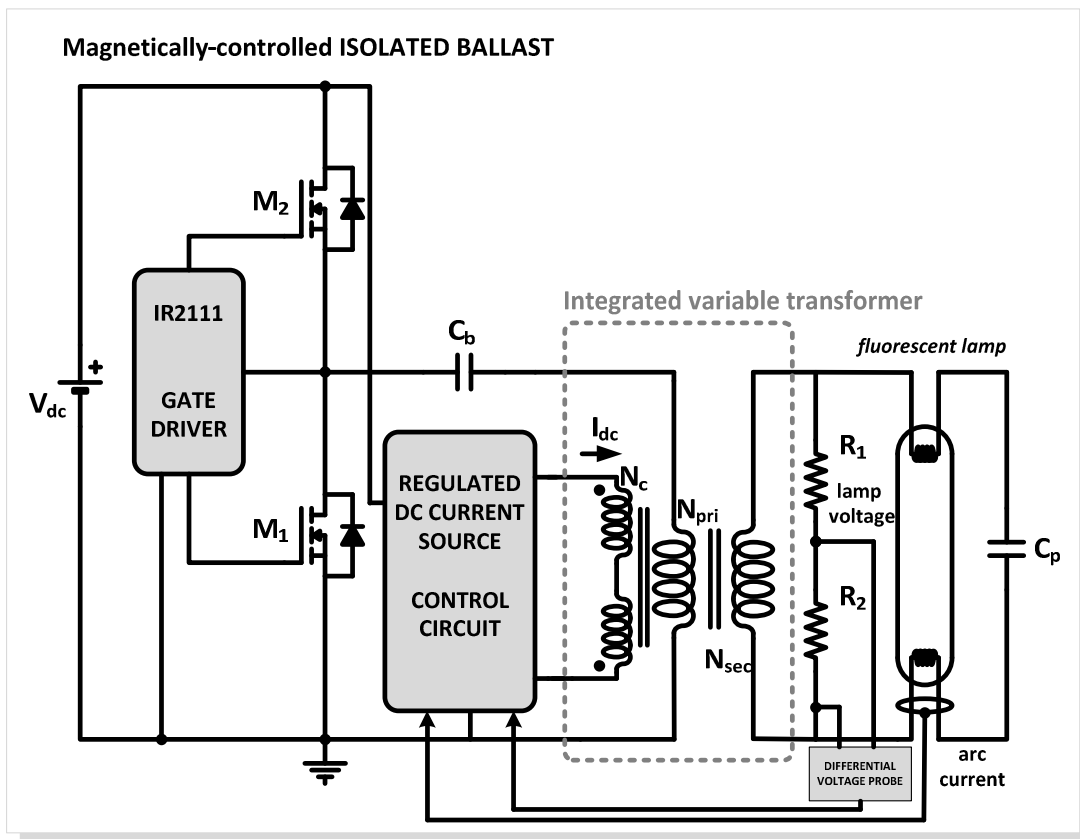 Magnetically-controlled ISOLATED BALLAST
M2
IR2111
GATE
DRIVER
Vdc
+
M1
Cb
Integrated variable transformer
fluorescent lamp
Idc
Nc
REGULATED
DC CURRENT
SOURCE
CONTROL
CIRCUIT
Npri
Nsec
R1
lamp
voltage
R2
Cp
DIFFERENTIAL
VOLTAGE PROBE
arc
current